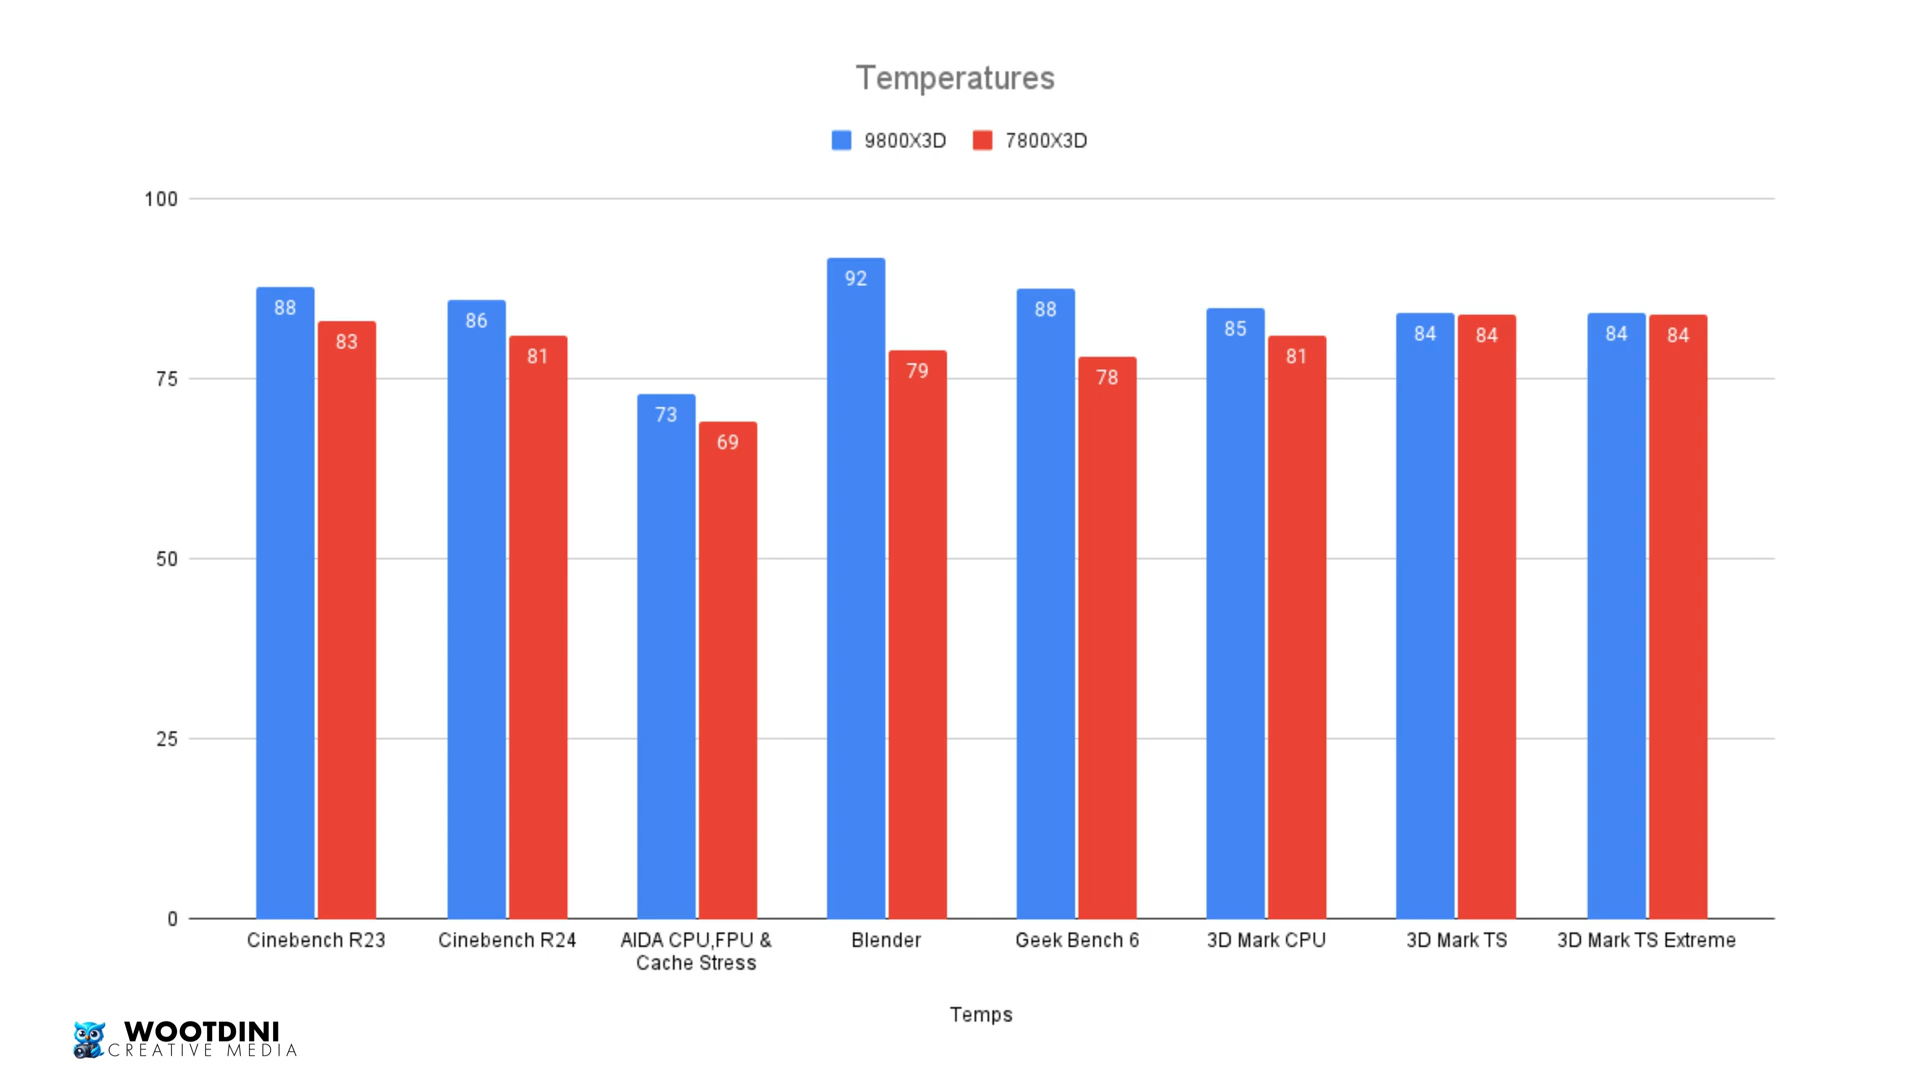 Temperatures
9800X3D 7800X3D
100
75
50
25
0
88 83 86 81 73 69 92 79 88 78 85 81 84 84 84 84
Cinebench R23 Cinebench R24 AIDA CPU,FPU & Blender Geek Bench 6 3D Mark CPU 3D Mark TS 3D Mark TS Extreme
Cache Stress
Temps
WOOTDINI
CREATIVE MEDIA